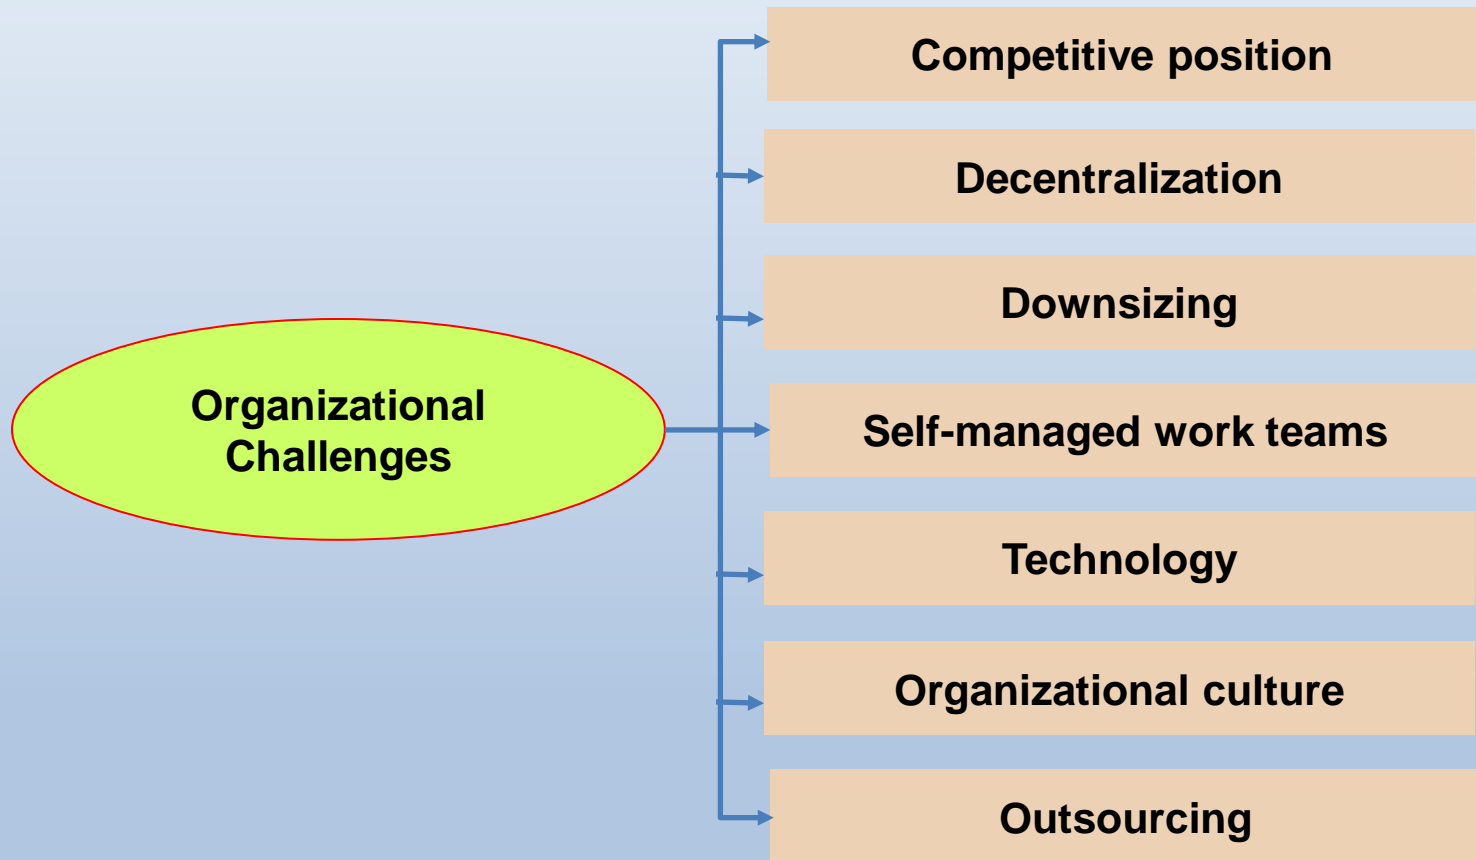 Competitive position
Decentralization
Downsizing
Organizational
Challenges
Self-managed work teams
Technology
Organizational culture
Outsourcing